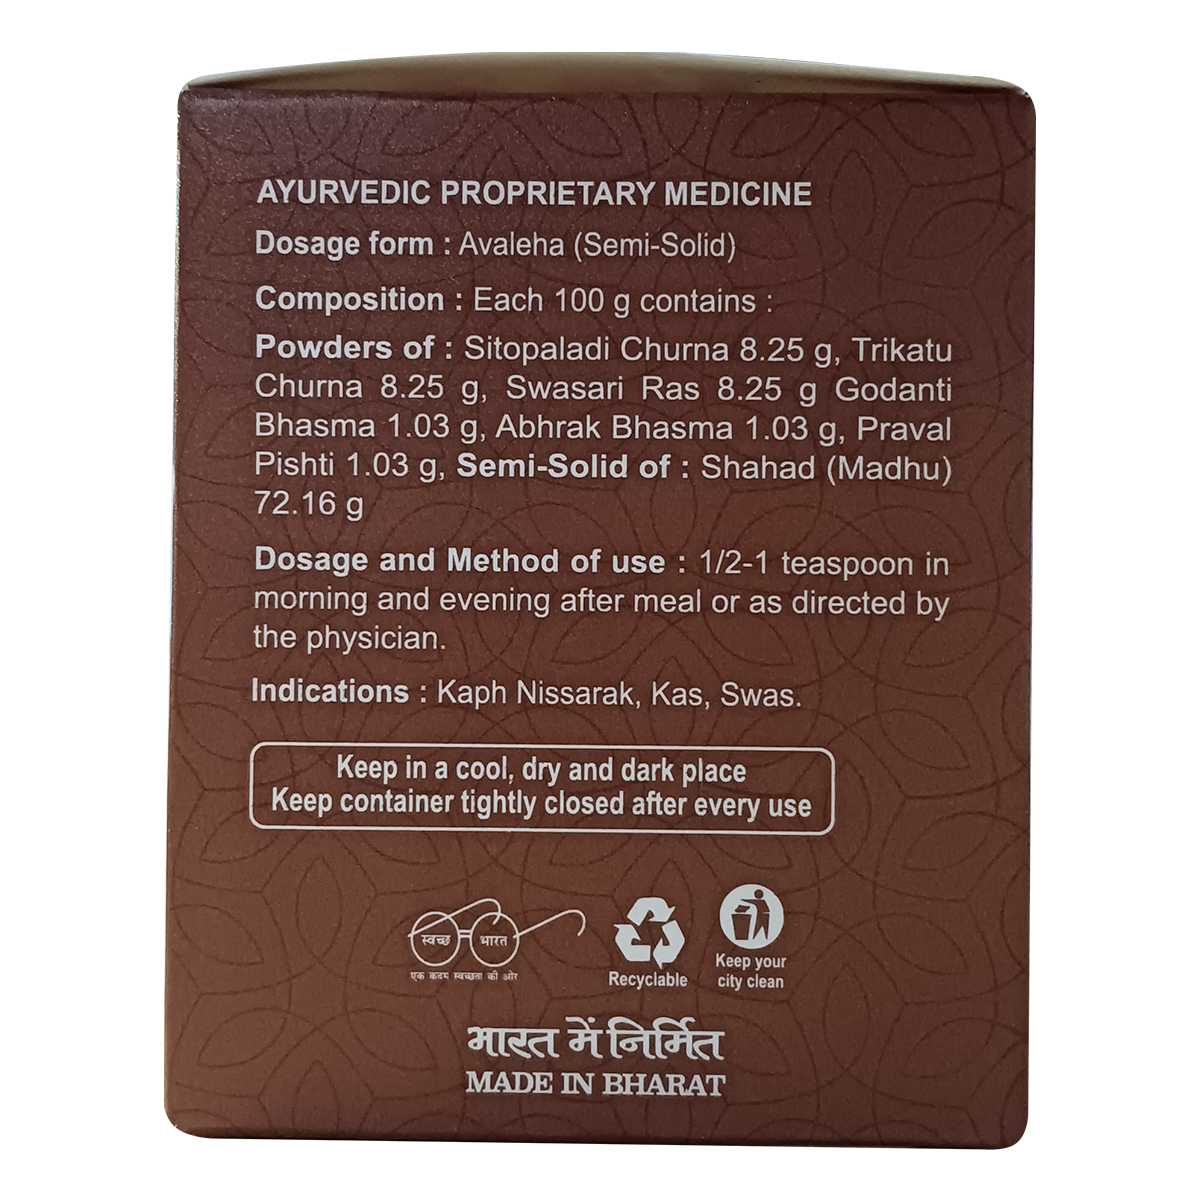 AYURVEDIC PROPRIETARY MEDICINE
Dosage form : Avaleha (Semi-Solid)
Composition : Each 100 g contains :
Powders of : Sitopaladi Churna 8.25 g, Trikatu
Churna 8.25 g, Swasari Ras 8.25 g Godanti
Bhasma 1.03 g, Abhrak Bhasma 1.03 g, Praval
Pishti 1.03 g, Semi-Solid of : Shahad (Madhu)
72.16 g
Dosage and Method of use : 1/2-1 teaspoon in
morning and evening after meal or as directed by
the physician.
Indications : Kaph Nissarak, Kas, Swas.
Keep in a cool, dry and dark place
Keep container tightly closed after every use
स्वच्छ भारत
एक कदम स्वच्छता की ओर
Recyclable
Keep your
city clean
भारत में निर्मित
MADE IN BHARAT